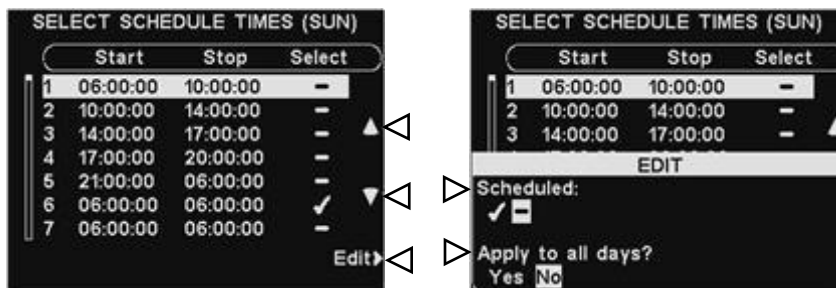 SELECT SCHEDULE TIMES (SUN)
Start Stop Select
1 06:00:00 10:00:00 –
2 10:00:00 14:00:00 –
3 14:00:00 17:00:00 –
4 17:00:00 20:00:00 –
5 21:00:00 06:00:00 –
6 06:00:00 06:00:00 ✓
7 06:00:00 06:00:00 –
Edit
SELECT SCHEDULE TIMES (SUN)
Start Stop Select
1 06:00:00 10:00:00 –
2 10:00:00 14:00:00 –
3 14:00:00 17:00:00 –
EDIT
Scheduled:
✓ –
Apply to all days?
Yes No